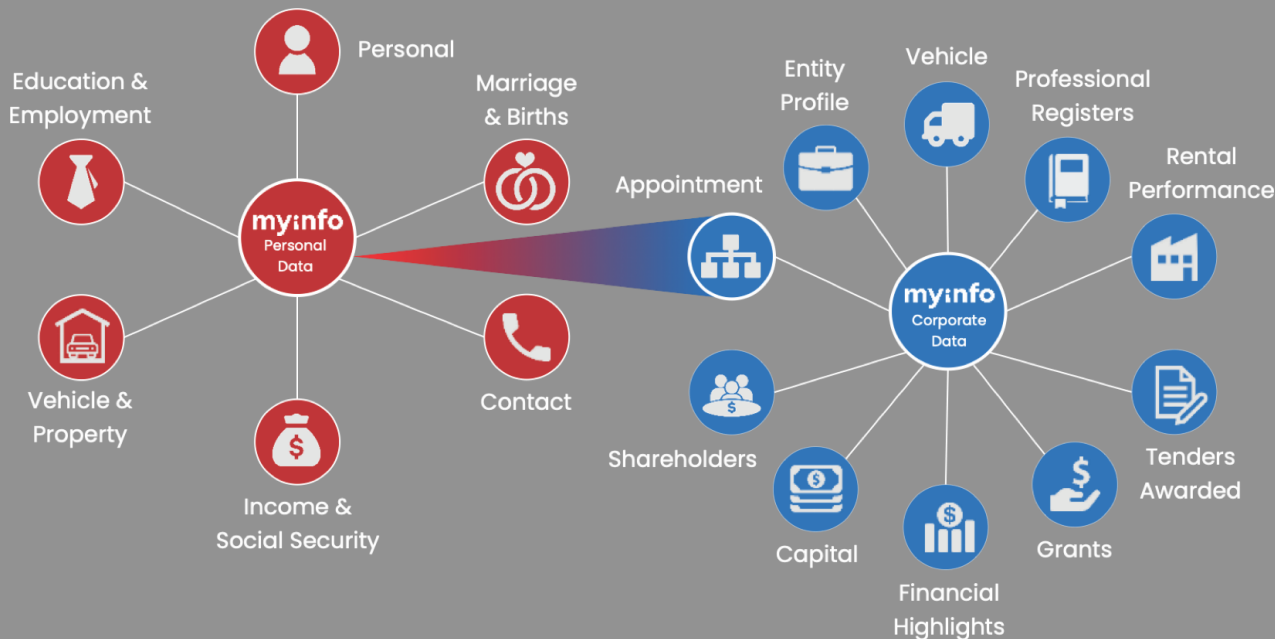 Personal
Education &
Employment
Marriage
& Births
myinfo
Personal
Data
Vehicle &
Property
Contact
$
Income &
Social Security
Entity
Profile
Vehicle
Professional
Registers
Appointment
Rental
Performance
myinfo
Corporate
Data
$
Shareholders
$
Capital
$
Financial
Highlights
$
Grants
Tenders
Awarded